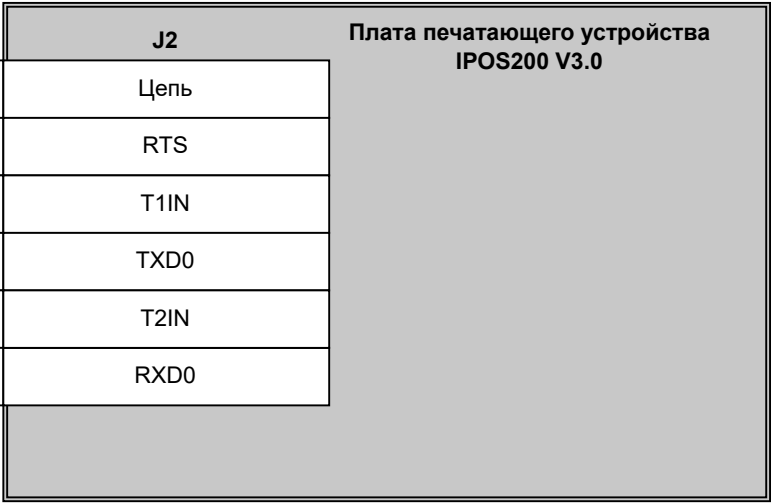 J2
Плата печатающего устройства
IPOS200 V3.0
Цепь
RTS
T1IN
TXD0
T2IN
RXD0